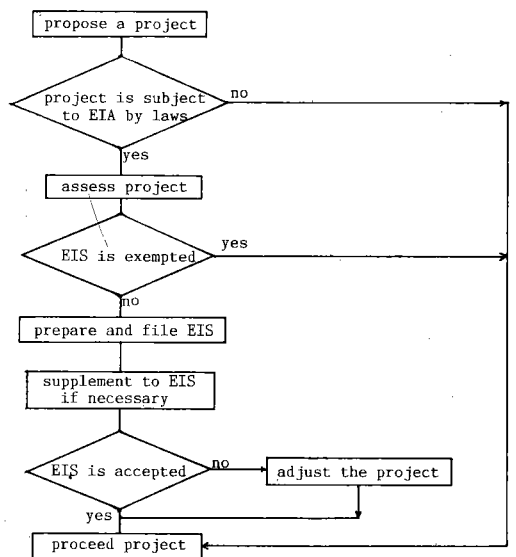 propose a project
project is subject
to EIA by laws
no
yes
assess project
EIS is exempted
yes
no
prepare and file EIS
supplement to EIS
if necessary
EIS is accepted
no
adjust the project
yes
proceed project